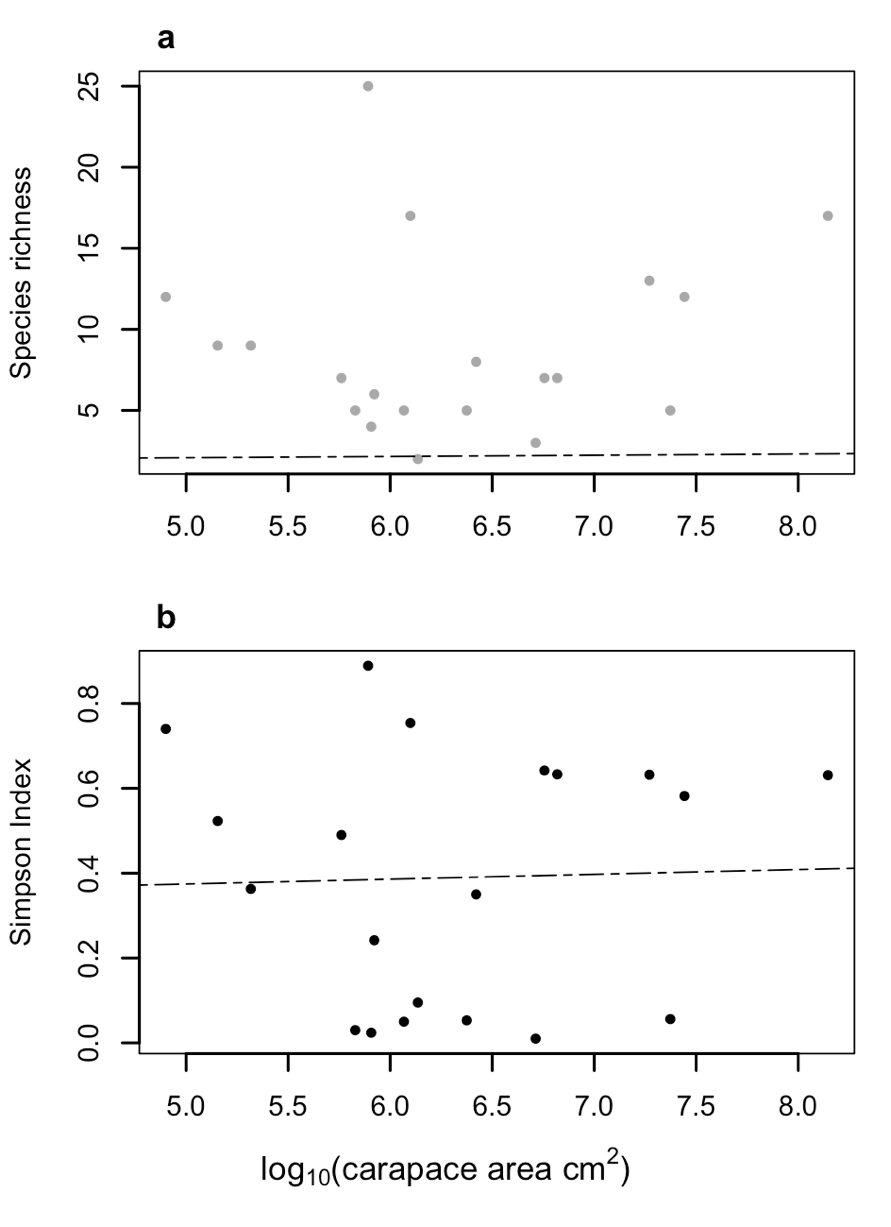 a
25
20
15
10
5
Species richness
5.0 5.5 6.0 6.5 7.0 7.5 8.0
b
0.8
0.6
0.4
0.2
0.0
Simpson Index
5.0 5.5 6.0 6.5 7.0 7.5 8.0
log₁₀(carapace area cm²)